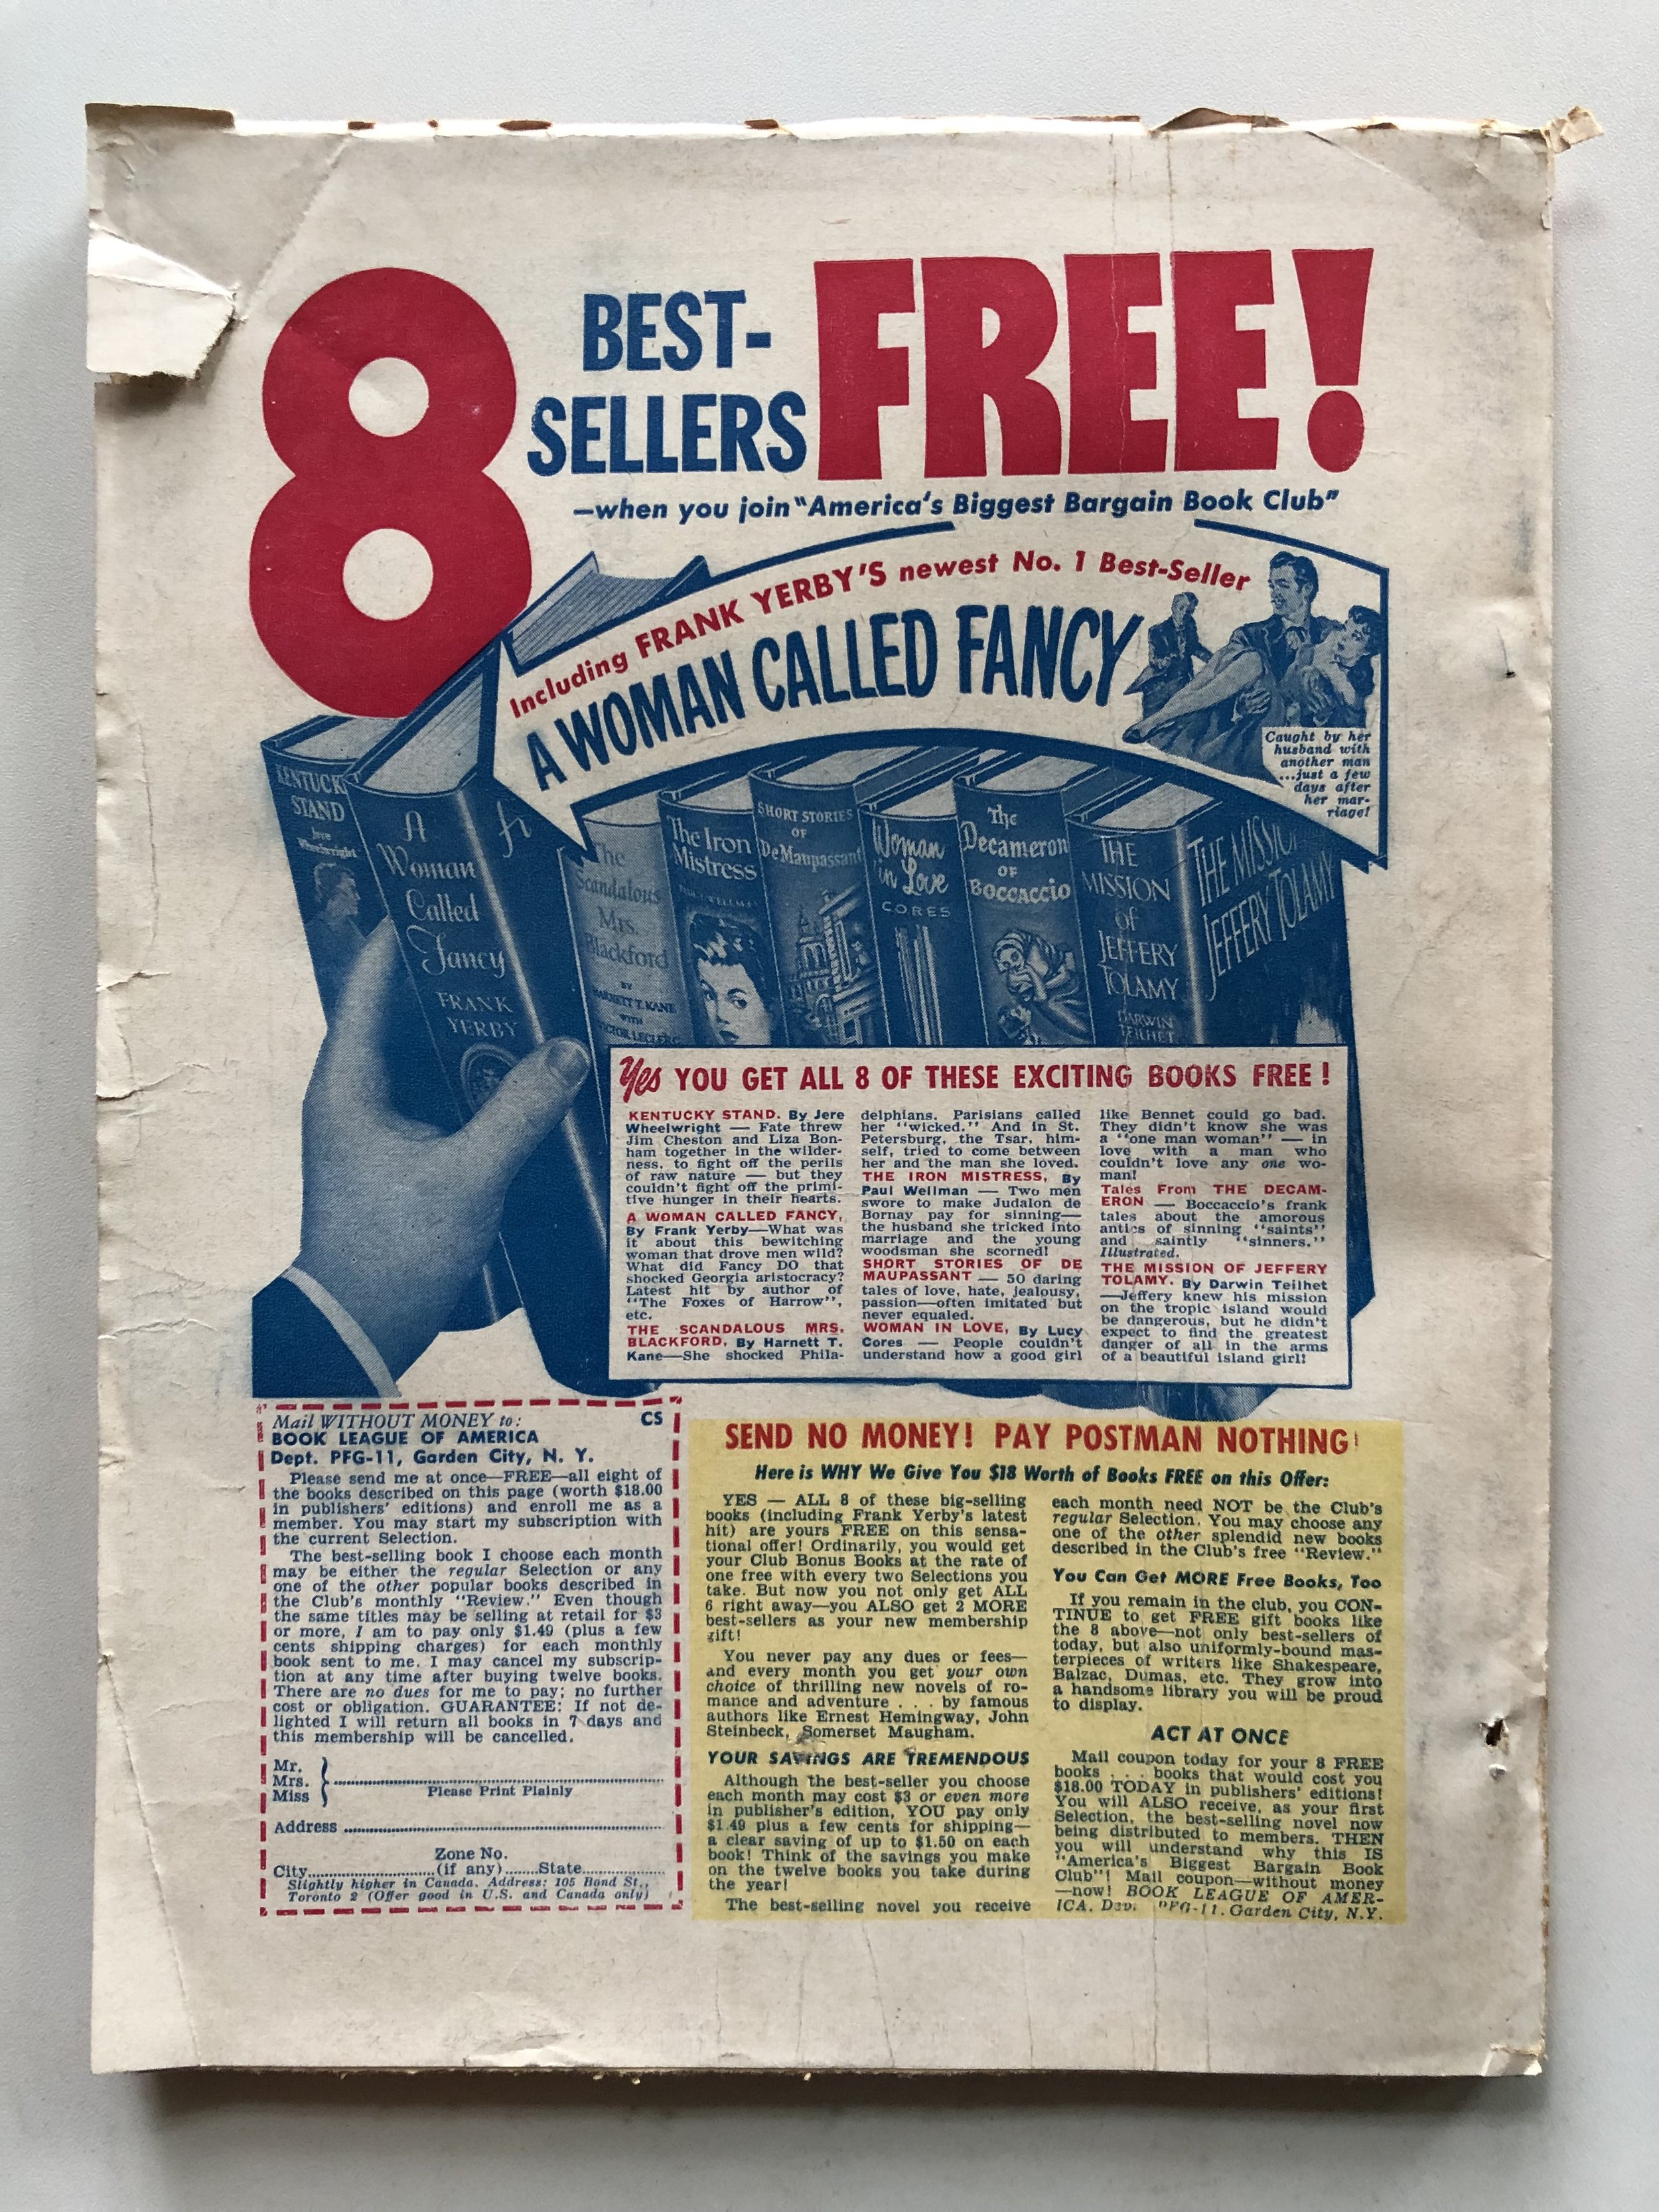 8
BEST-
SELLERS
FREE!
—when you join "America's Biggest Bargain Book Club"
Including FRANK YERBY'S newest No. 1 Best-Seller
A WOMAN CALLED FANCY
Caught by her
husband with
another man
...just a few
days after
her mar-
riage!
KENTUCK
STAND
Jere
Wheelwright
A
Woman
Called
Fancy
FRANK
YERBY
The
Scandalous
Mrs.
Blackford
BY
HARNETT T. KANE
WITH
VICTOR LECLERC
The Iron
Mistress
SHORT STORIES
OF
DeMaupassant
Woman
in Love
CORES
The
Decameron
OF
BOCCACCIO
THE
MISSION
OF
JEFFERY
TOLAMY
DARWIN
TEILHET
THE MISSION
JEFFERY TOLAMY
Yes YOU GET ALL 8 OF THESE EXCITING BOOKS FREE!
KENTUCKY STAND. By Jere
Wheelwright — Fate threw
Jim Cheston and Liza Bon-
ham together in the wilder-
ness, to fight off the perils
of raw nature — but they
couldn't fight off the primi-
tive hunger in their hearts.
A WOMAN CALLED FANCY,
By Frank Yerby—What was
it about this bewitching
woman that drove men wild?
What did Fancy DO that
shocked Georgia aristocracy?
Latest hit by author of
"The Foxes of Harrow",
etc.
THE SCANDALOUS MRS.
BLACKFORD, By Harnett T.
Kane—She shocked Phila-
delphians. Parisians called
her "wicked." And in St.
Petersburg, the Tsar, him-
self, tried to come between
her and the man she loved.
THE IRON MISTRESS, By
Paul Wellman — Two men
swore to make Judalon de
Bornay pay for sinning—
the husband she tricked into
marriage and the young
woodsman she scorned!
SHORT STORIES OF DE
MAUPASSANT — 50 daring
tales of love, hate, jealousy,
passion—often imitated but
never equaled.
WOMAN IN LOVE, By Lucy
Cores — People couldn't
understand how a good girl
like Bennet could go bad.
They didn't know she was
a "one man woman" — in
love with a man who
couldn't love any one wo-
man!
Tales From THE DECAM-
ERON — Boccaccio's frank
tales about the amorous
antics of sinning "saints"
and saintly "sinners."
Illustrated.
THE MISSION OF JEFFERY
TOLAMY. By Darwin Teilhet
—Jeffery knew his mission
on the tropic island would
be dangerous, but he didn't
expect to find the greatest
danger of all in the arms
of a beautiful island girl!
Mail WITHOUT MONEY to: CS
BOOK LEAGUE OF AMERICA
Dept. PFG-11, Garden City, N. Y.
Please send me at once—FREE—all eight of
the books described on this page (worth $18.00
in publishers' editions) and enroll me as a
member. You may start my subscription with
the current Selection.
The best-selling book I choose each month
may be either the regular Selection or any
one of the other popular books described in
the Club's monthly "Review." Even though
the same titles may be selling at retail for $3
or more, I am to pay only $1.49 (plus a few
cents shipping charges) for each monthly
book sent to me. I may cancel my subscrip-
tion at any time after buying twelve books.
There are no dues for me to pay; no further
cost or obligation. GUARANTEE: If not de-
lighted I will return all books in 7 days and
this membership will be cancelled.
Mr.
Mrs.
Miss
Please Print Plainly
Address
Zone No.
City (if any) State
Slightly higher in Canada. Address: 105 Bond St.,
Toronto 2 (Offer good in U.S. and Canada only)
SEND NO MONEY! PAY POSTMAN NOTHING!
Here is WHY We Give You $18 Worth of Books FREE on this Offer:
YES — ALL 8 of these big-selling
books (including Frank Yerby's latest
hit) are yours FREE on this sensa-
tional offer! Ordinarily, you would get
your Club Bonus Books at the rate of
one free with every two Selections you
take. But now you not only get ALL
6 right away—you ALSO get 2 MORE
best-sellers as your new membership
gift!
You never pay any dues or fees—
and every month you get your own
choice of thrilling new novels of ro-
mance and adventure . . . by famous
authors like Ernest Hemingway, John
Steinbeck, Somerset Maugham.
YOUR SAVINGS ARE TREMENDOUS
Although the best-seller you choose
each month may cost $3 or even more
in publisher's edition, YOU pay only
$1.49 plus a few cents for shipping—
a clear saving of up to $1.50 on each
book! Think of the savings you make
on the twelve books you take during
the year!
The best-selling novel you receive
each month need NOT be the Club's
regular Selection. You may choose any
one of the other splendid new books
described in the Club's free "Review."
You Can Get MORE Free Books, Too
If you remain in the club, you CON-
TINUE to get FREE gift books like
the 8 above—not only best-sellers of
today, but also uniformly-bound mas-
terpieces of writers like Shakespeare,
Balzac, Dumas, etc. They grow into
a handsome library you will be proud
to display.
ACT AT ONCE
Mail coupon today for your 8 FREE
books . . . books that would cost you
$18.00 TODAY in publishers' editions!
You will ALSO receive, as your first
Selection, the best-selling novel now
being distributed to members. THEN
you will understand why this IS
"America's Biggest Bargain Book
Club"! Mail coupon—without money
—now! BOOK LEAGUE OF AMER-
ICA. PFG-11. Garden City, N.Y.